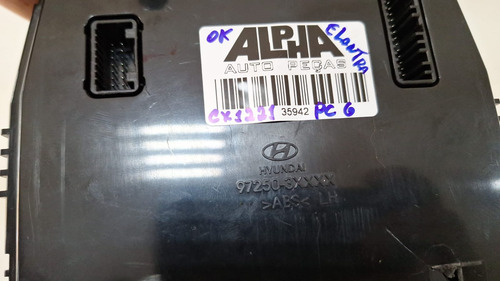 OK
ALPHA
ELANTRA
AUTO PEÇAS
CX1221 35942 PC 6
HYUNDAI
97250-3XXXX
>ABS< LH